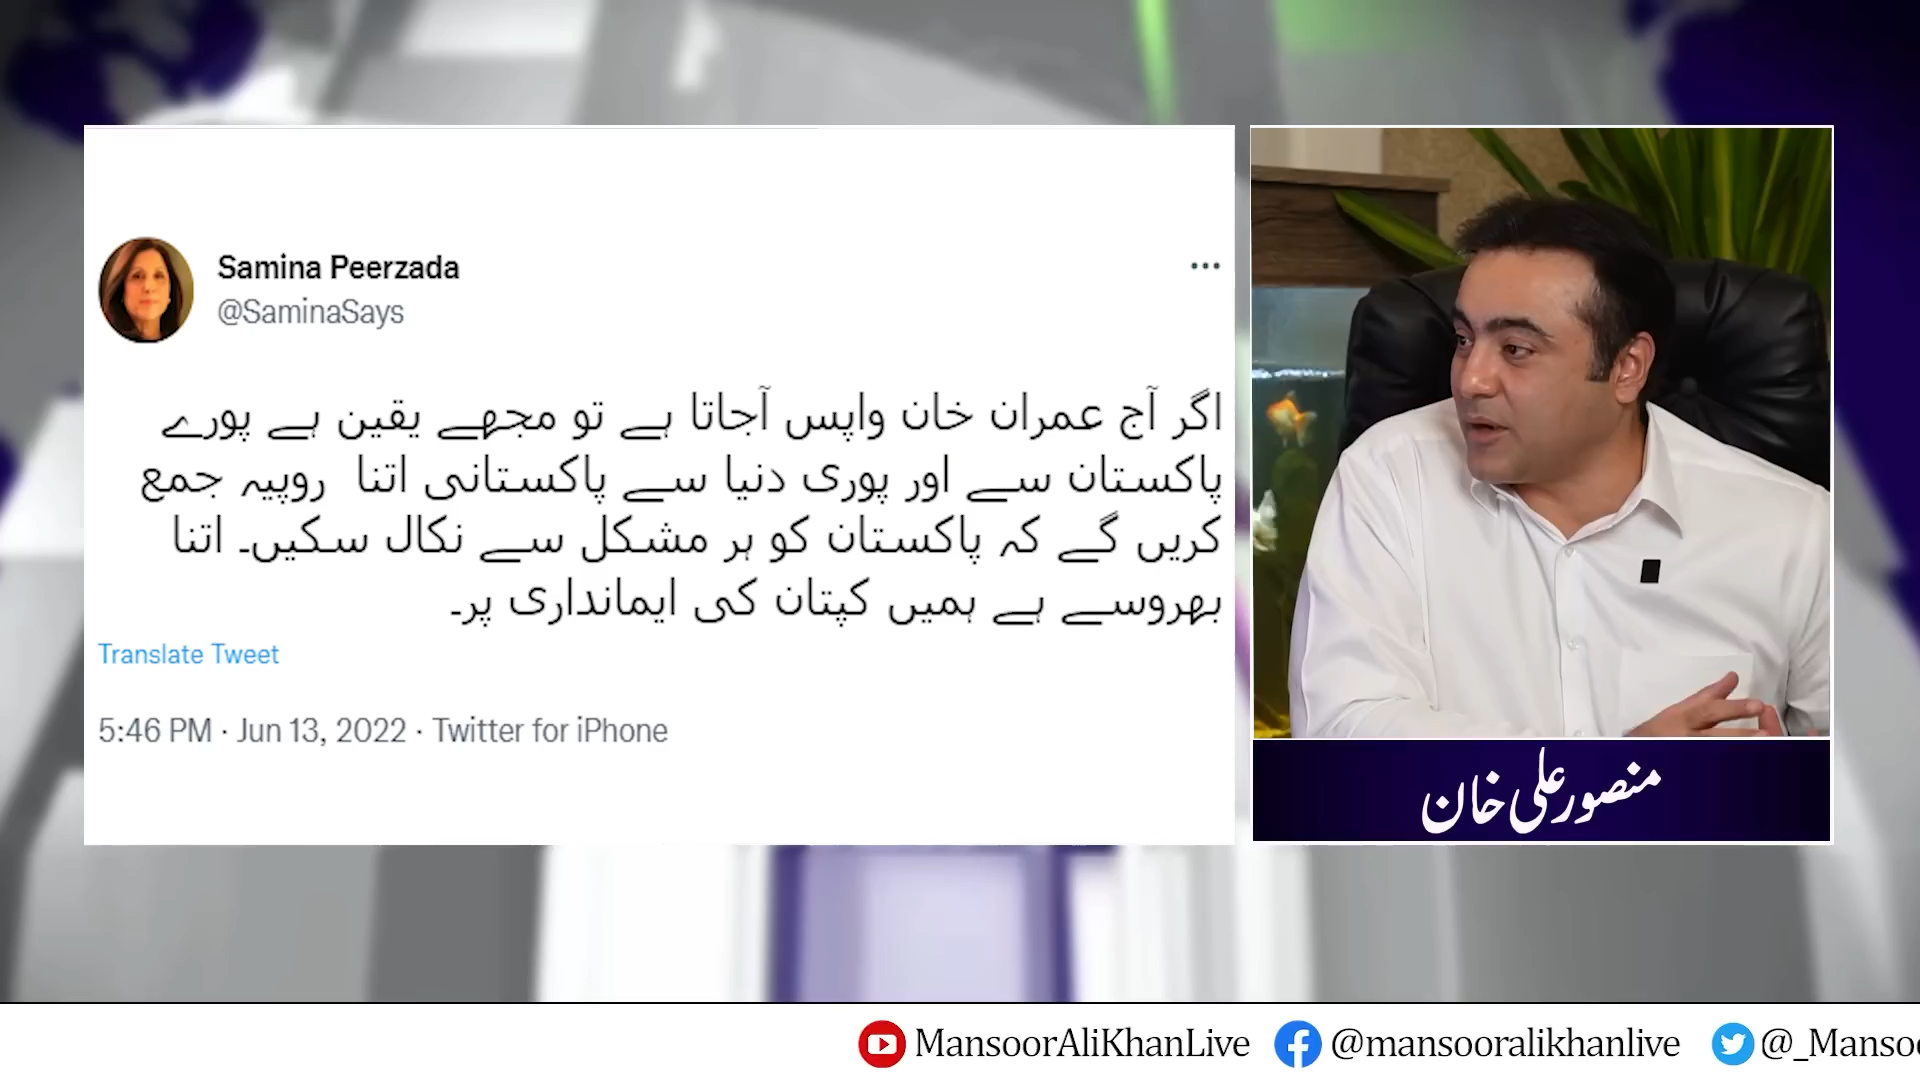 Samina Peerzada
@SaminaSays
اگر آج عمران خان واپس آجاتا ہے تو مجھے یقین ہے پورے
پاکستان سے اور پوری دنیا سے پاکستانی اتنا روپیہ جمع
کریں گے کہ پاکستان کو ہر مشکل سے نکال سکیں۔ اتنا
بھروسے ہے ہمیں کپتان کی ایمانداری پر۔
Translate Tweet
5:46 PM · Jun 13, 2022 · Twitter for iPhone
منصور علی خان
MansoorAliKhanLive @mansooralikhanlive @_Mansoo